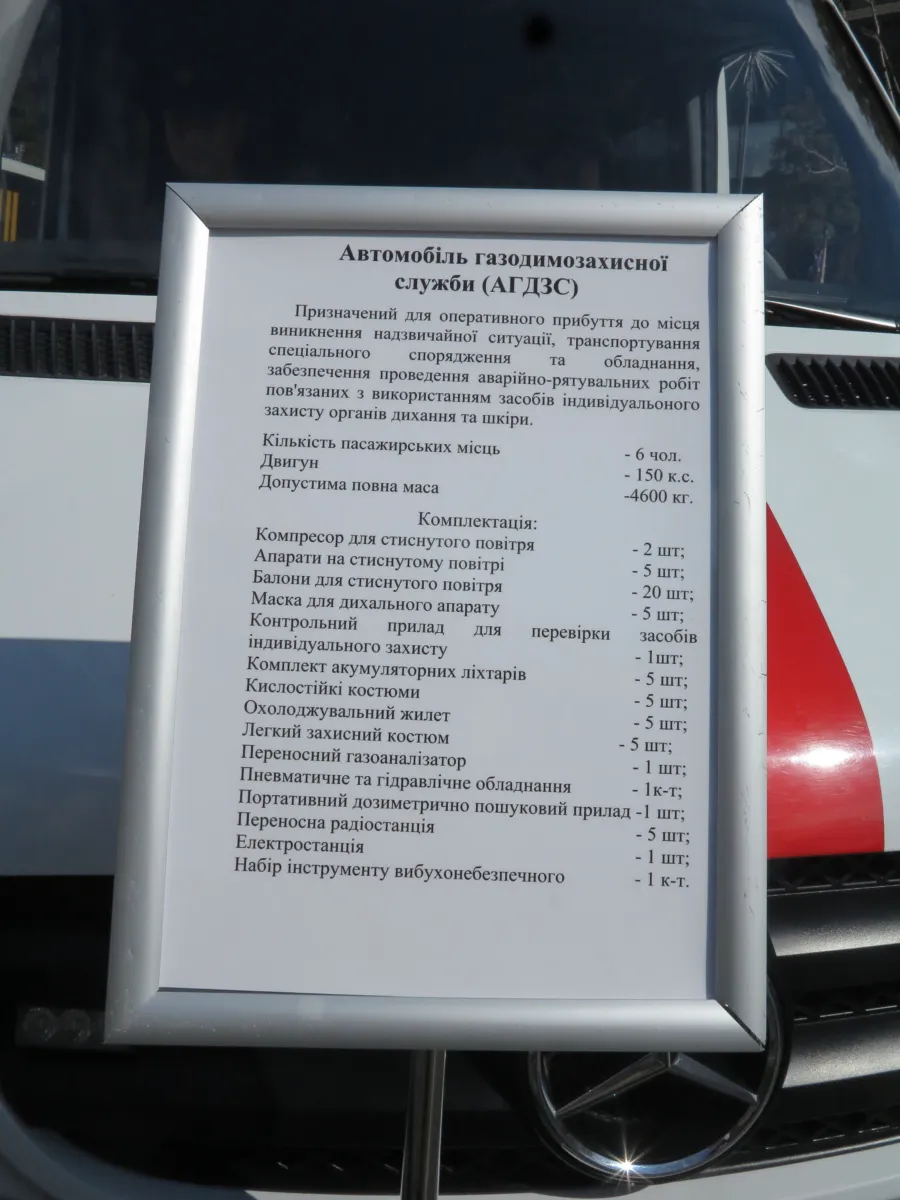 Автомобіль газодимозахисної
служби (АГДЗС)
Призначений для оперативного прибуття до місця
виникнення надзвичайної ситуації, транспортування
спеціального спорядження та обладнання,
забезпечення проведення аварійно-рятувальних робіт
пов'язаних з використанням засобів індивідуального
захисту органів дихання та шкіри.
Кількість пасажирських місць - 6 чол.
Двигун - 150 к.с.
Допустима повна маса -4600 кг.
Комплектація:
Компресор для стиснутого повітря - 2 шт;
Апарати на стиснутому повітрі - 5 шт;
Балони для стиснутого повітря - 20 шт;
Маска для дихального апарату - 5 шт;
Контрольний прилад для перевірки засобів
індивідуального захисту - 1шт;
Комплект акумуляторних ліхтарів - 5 шт;
Кислостійкі костюми - 5 шт;
Охолоджувальний жилет - 5 шт;
Легкий захисний костюм - 5 шт;
Переносний газоаналізатор - 1 шт;
Пневматичне та гідравлічне обладнання - 1к-т;
Портативний дозиметрично пошуковий прилад -1 шт;
Переносна радіостанція - 5 шт;
Електростанція - 1 шт;
Набір інструменту вибухонебезпечного - 1 к-т.